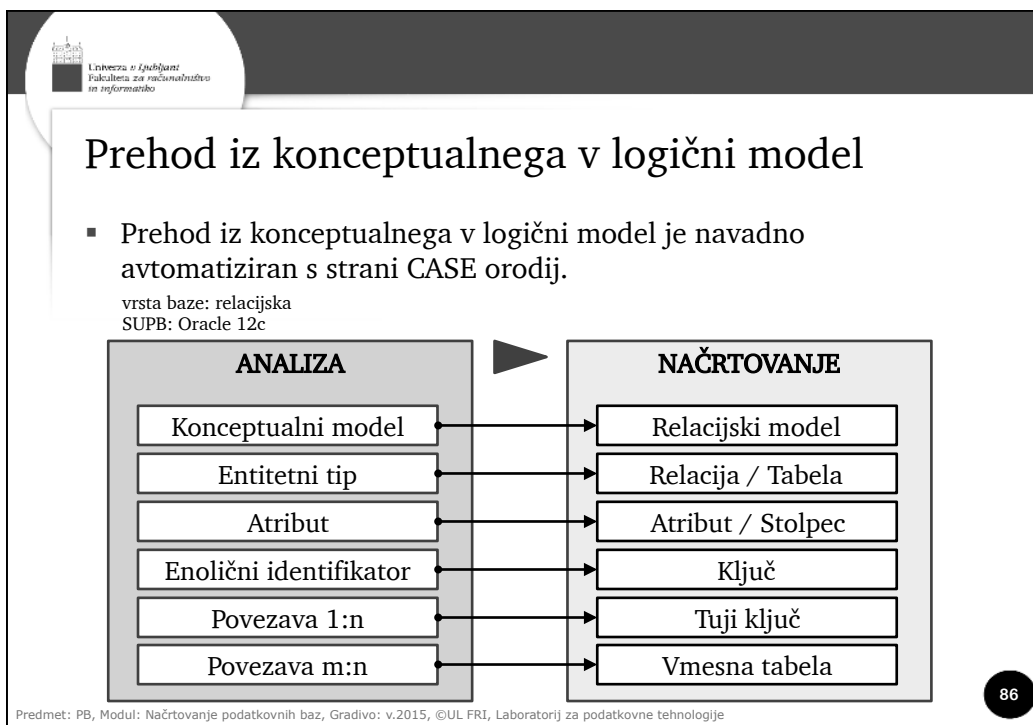 Univerza v Ljubljani
Fakulteta za računalništvo
in informatiko
Prehod iz konceptualnega v logični model
▪ Prehod iz konceptualnega v logični model je navadno
avtomatiziran s strani CASE orodij.
vrsta baze: relacijska
SUPB: Oracle 12c
ANALIZA
NAČRTOVANJE
Konceptualni model
Relacijski model
Entitetni tip
Relacija / Tabela
Atribut
Atribut / Stolpec
Enolični identifikator
Ključ
Povezava 1:n
Tuji ključ
Povezava m:n
Vmesna tabela
86
Predmet: PB, Modul: Načrtovanje podatkovnih baz, Gradivo: v.2015, ©UL FRI, Laboratorij za podatkovne tehnologije